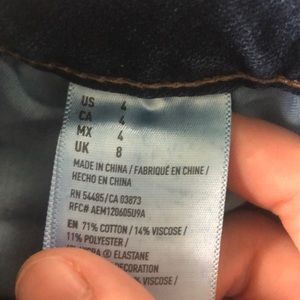 US 4
CA 4
MX 4
UK 8
MADE IN CHINA / FABRIQUÉ EN CHINE /
HECHO EN CHINA
RN 54485/CA 03873
RFC# AEM120605U9A
EN 71% COTTON / 14% VISCOSE /
11% POLYESTER /
® ELASTANE
DECORATION